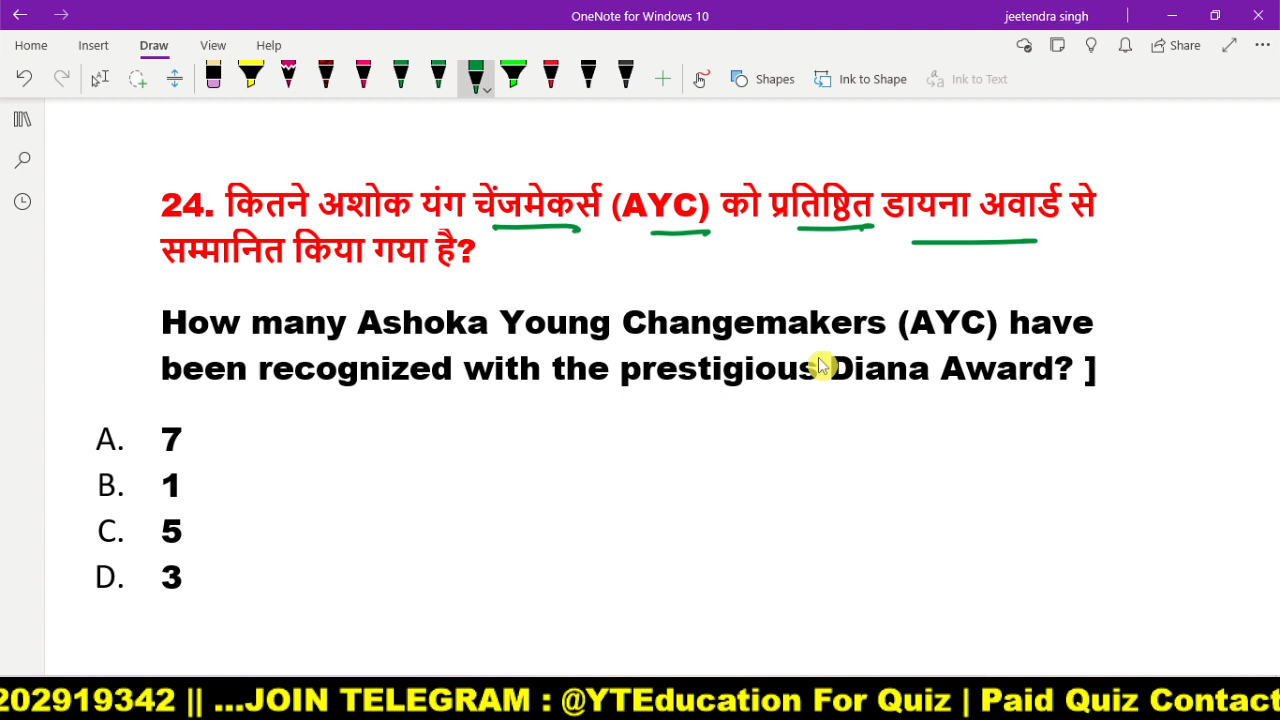 OneNote for Windows 10
jeetendra singh
Home Insert Draw View Help
Share
Shapes Ink to Shape Ink to Text
24. कितने अशोक यंग चेंजमेकर्स (AYC) को प्रतिष्ठित डायना अवार्ड से
सम्मानित किया गया है?
How many Ashoka Young Changemakers (AYC) have
been recognized with the prestigious Diana Award? ]
A. 7
B. 1
C. 5
D. 3
202919342 || ...JOIN TELEGRAM : @YTEducation For Quiz | Paid Quiz Contact